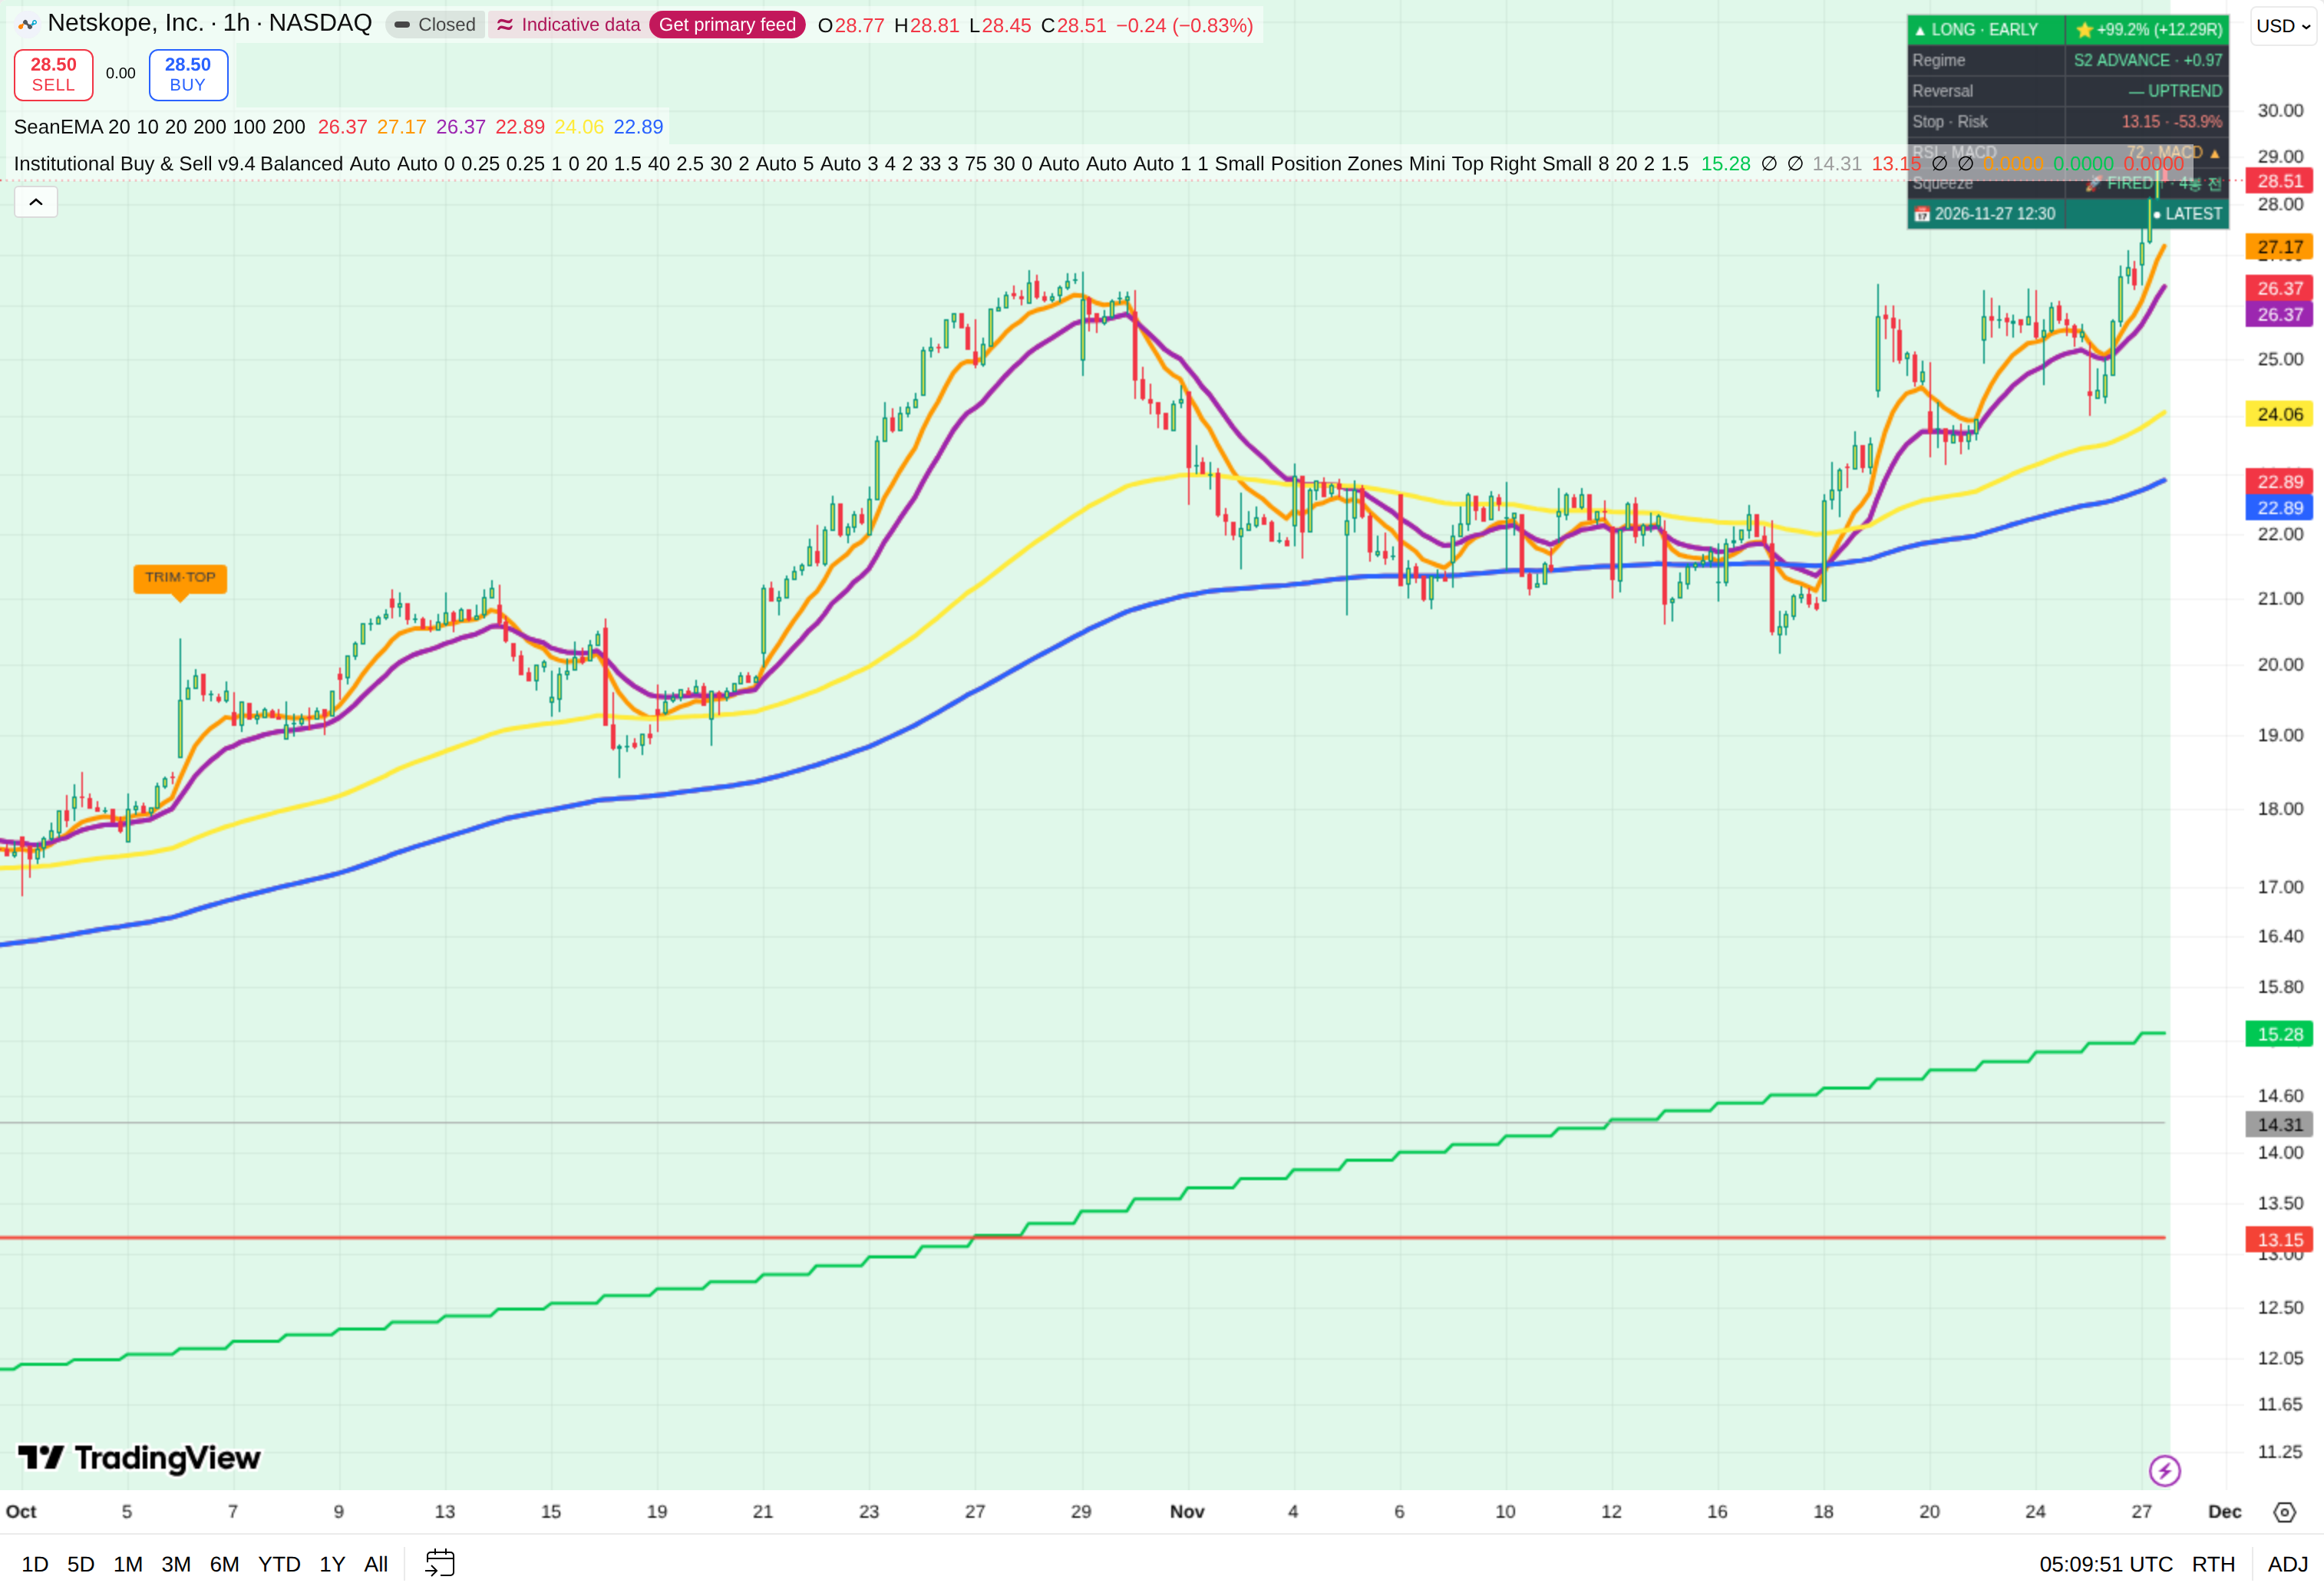 Netskope, Inc. · 1h · NASDAQ Closed Indicative data Get primary feed O28.77 H28.81 L28.45 C28.51 −0.24 (−0.83%)
28.50 SELL 0.00 28.50 BUY
SeanEMA 20 10 20 200 100 200 26.37 27.17 26.37 22.89 24.06 22.89
Institutional Buy & Sell v9.4 Balanced Auto Auto 0 0.25 0.25 1 0 20 1.5 40 2.5 30 2 Auto 5 Auto 3 4 2 33 3 75 30 0 Auto Auto Auto 1 1 Small Position Zones Mini Top Right Small 8 20 2 1.5 15.28 ∅ ∅ 14.31 13.15 ∅ ∅ 0.0000 0.0000 0.0000
▲ LONG · EARLY ⭐ +99.2% (+12.29R)
Regime S2 ADVANCE · +0.97
Reversal — UPTREND
Stop · Risk 13.15 · -53.9%
RSI · MACD 72 · MACD ▲
Squeeze 🚀 FIRED ↑ · 4봉 전
📅 2026-11-27 12:30 ● LATEST
USD
30.00
29.00
28.51
28.00
27.17
26.37
26.37
25.00
24.06
22.89
22.89
22.00
21.00
20.00
19.00
18.00
17.00
16.40
15.80
15.28
14.60
14.31
14.00
13.50
13.15
13.00
12.50
12.05
11.65
11.25
TRIM·TOP
TradingView
Oct 5 7 9 13 15 19 21 23 27 29 Nov 4 6 10 12 16 18 20 24 27 Dec
1D 5D 1M 3M 6M YTD 1Y All 05:09:51 UTC RTH ADJ